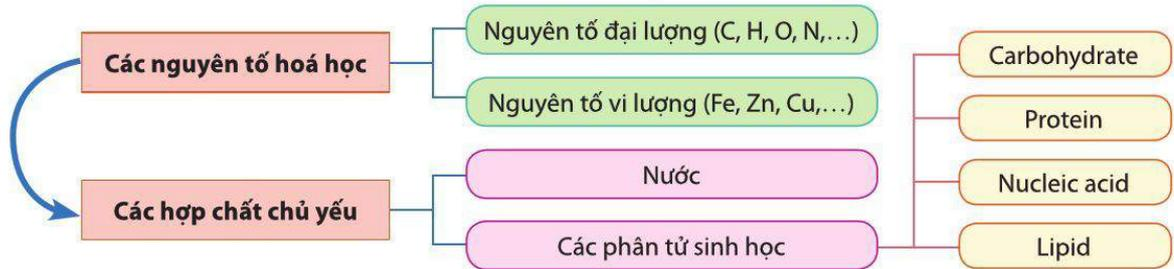 Các nguyên tố hoá học
Nguyên tố đại lượng (C, H, O, N,...)
Nguyên tố vi lượng (Fe, Zn, Cu,...)
Các hợp chất chủ yếu
Nước
Các phân tử sinh học
Carbohydrate
Protein
Nucleic acid
Lipid